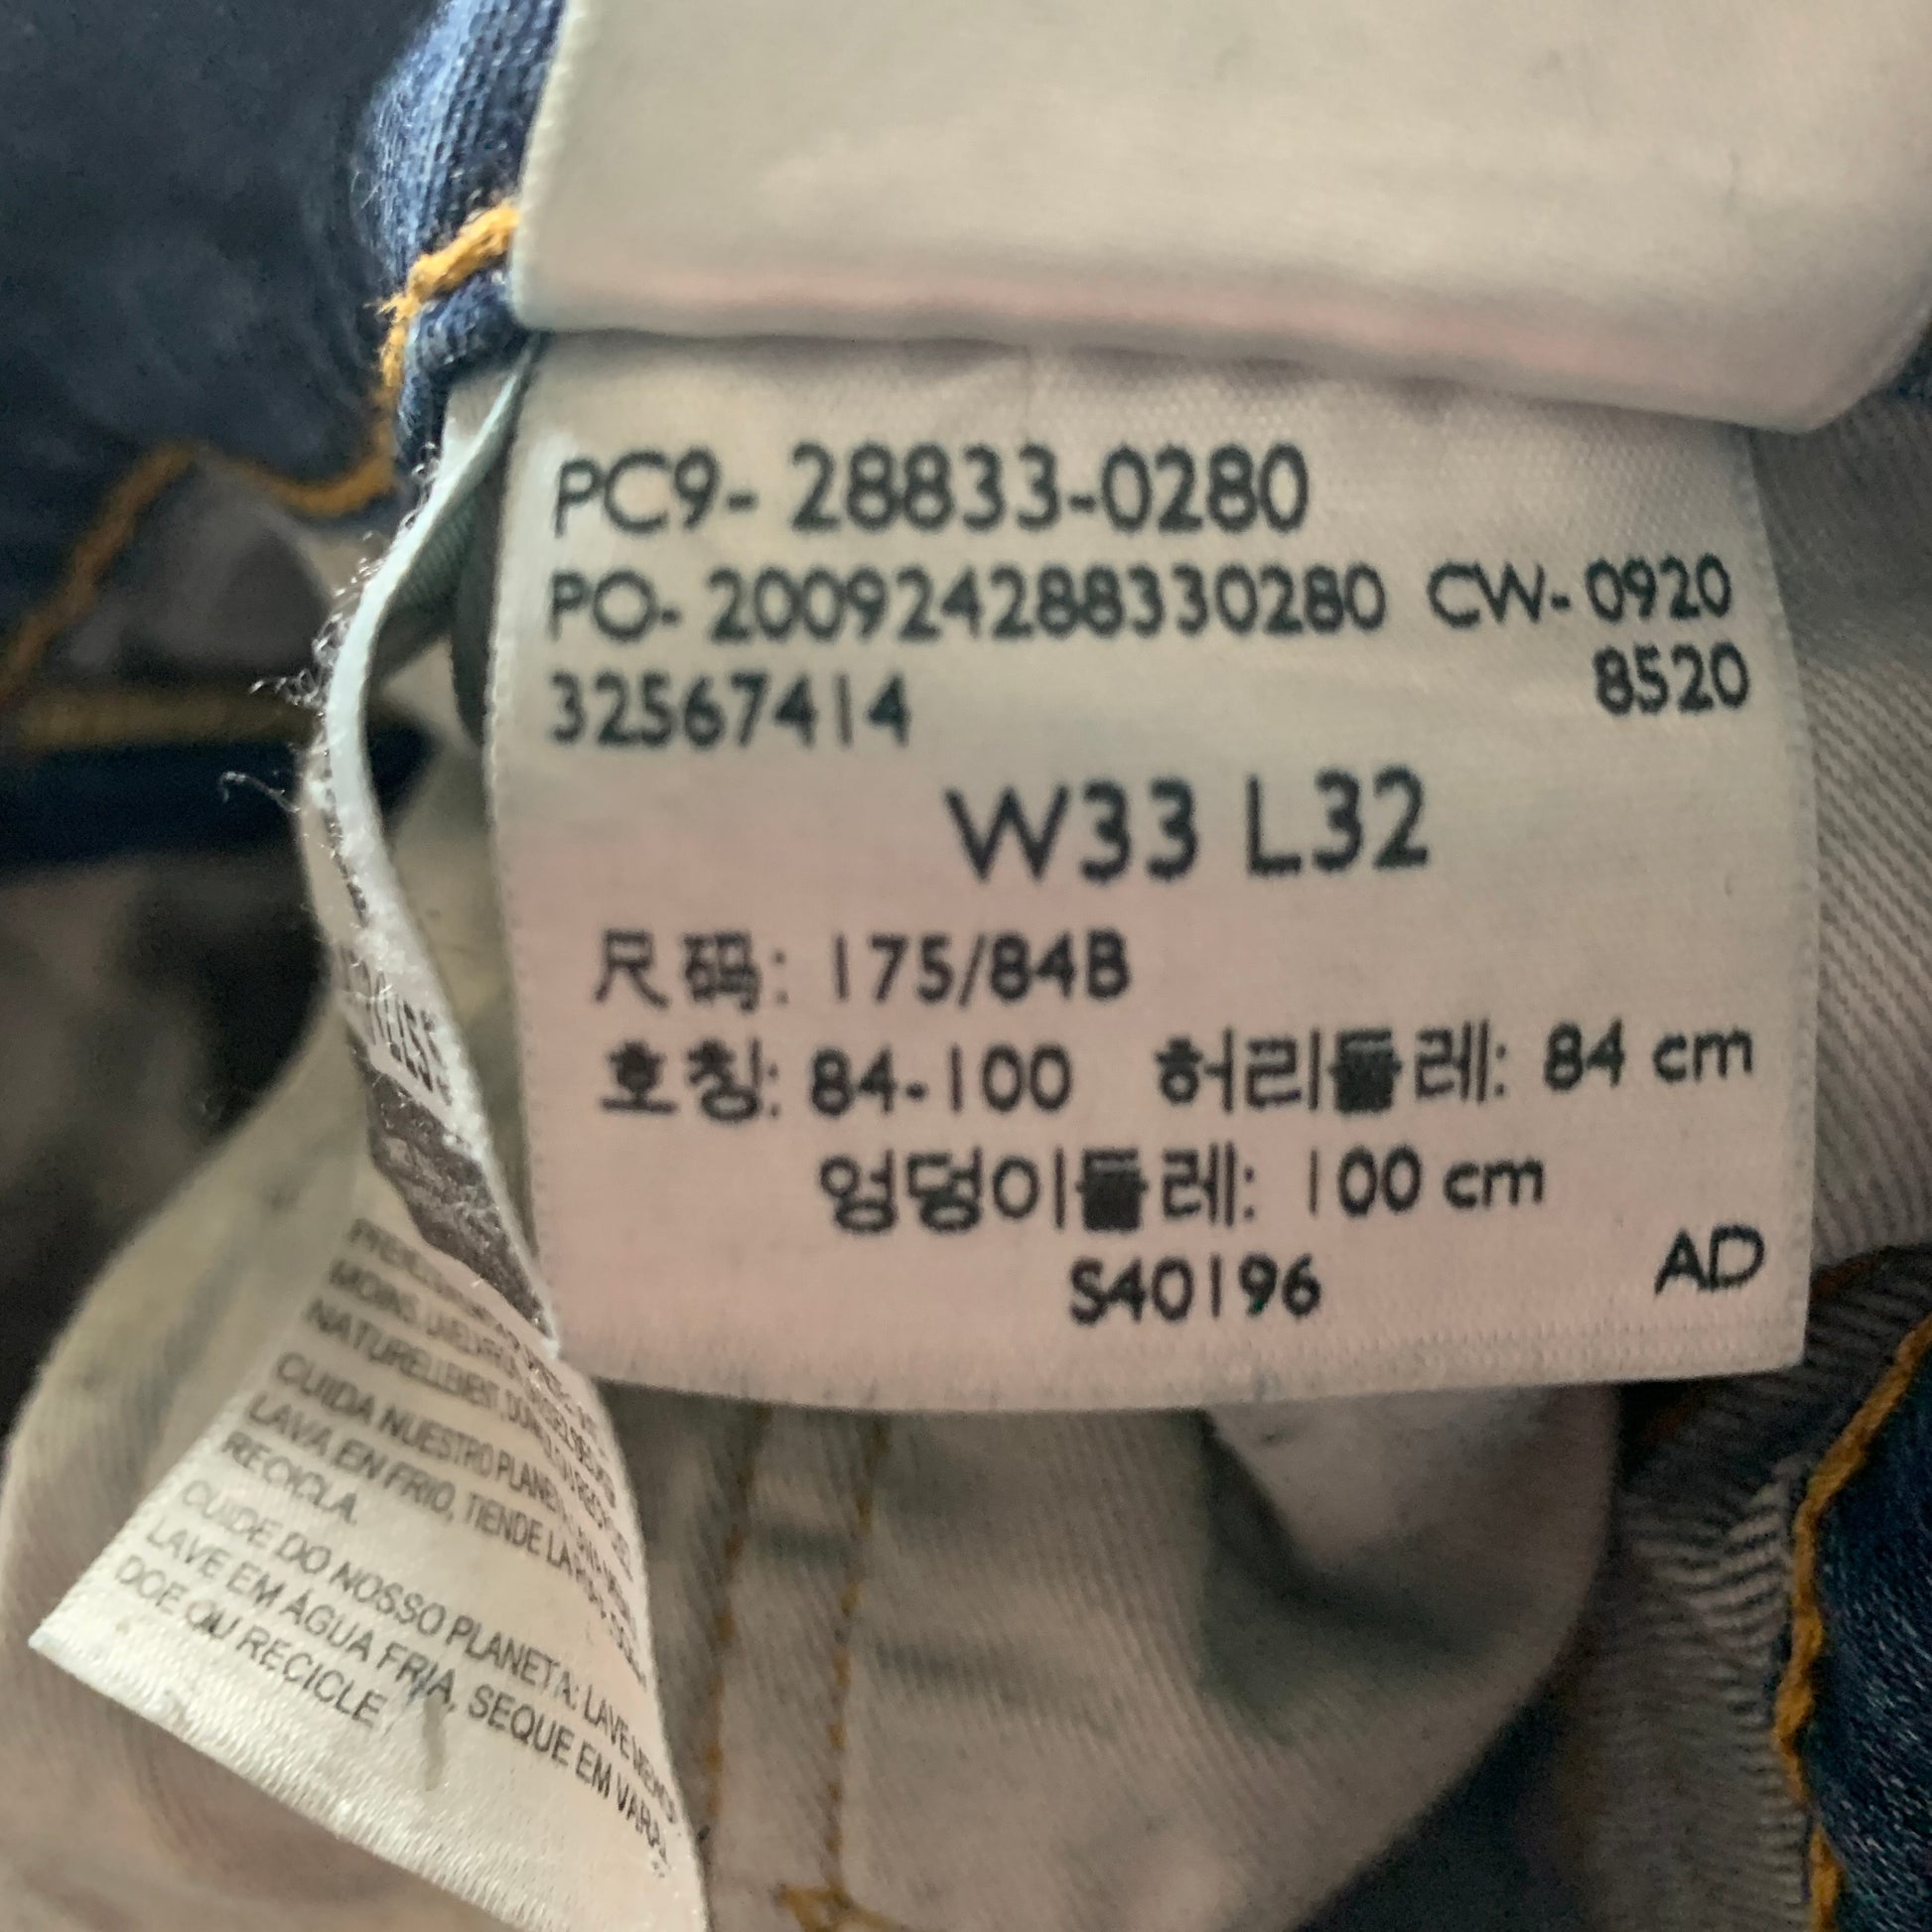 PC9- 28833-0280
PO- 200924288330280 CW- 0920
32567414 8520
W33 L32
尺码: 175/84B
호칭: 84-100 허리둘레: 84 cm
엉덩이둘레: 100 cm
S40196 AD
NATURELLEMENT,
CUIDA NUESTRO
LAVA EN FRIO, TIENDE LA
RECICLA.
CUIDE DO NOSSO PLANETA: LAVE
LAVE EM ÁGUA FRIA, SEQUE EM VARAL,
DOE OU RECICLE